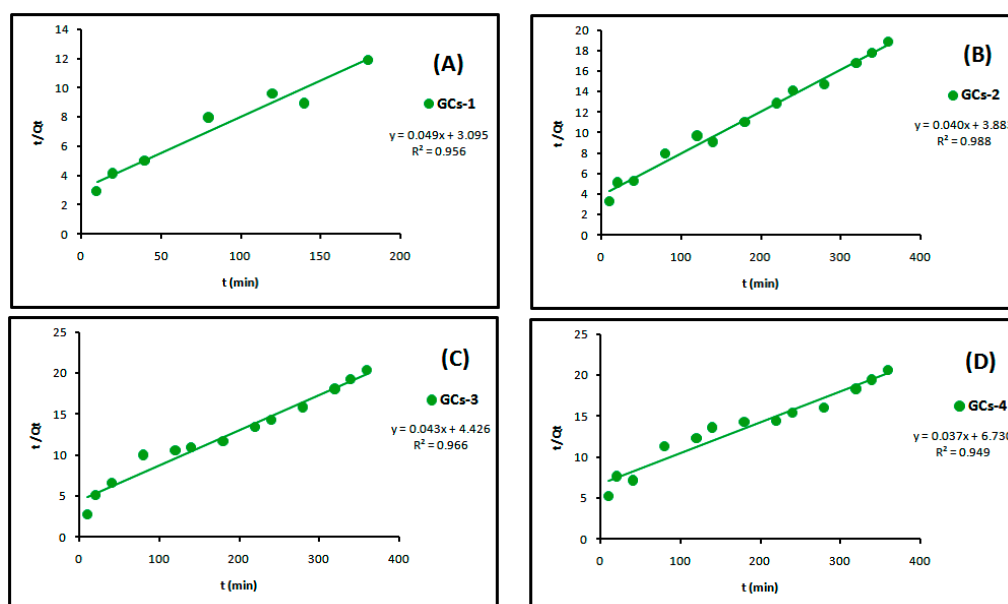 14
12
10
8
6
4
2
0
t/Qt
0 50 100 150 200
t (min)
(A)
GCs-1
y = 0.049x + 3.095
R² = 0.956
20
18
16
14
12
10
8
6
4
2
0
t/Qt
0 100 200 300 400
t (min)
(B)
GCs-2
y = 0.040x + 3.883
R² = 0.988
25
20
15
10
5
0
t /Qt
0 100 200 300 400
t (min)
(C)
GCs-3
y = 0.043x + 4.426
R² = 0.966
25
20
15
10
5
0
t /Qt
0 100 200 300 400
t (min)
(D)
GCs-4
y = 0.037x + 6.730
R² = 0.949